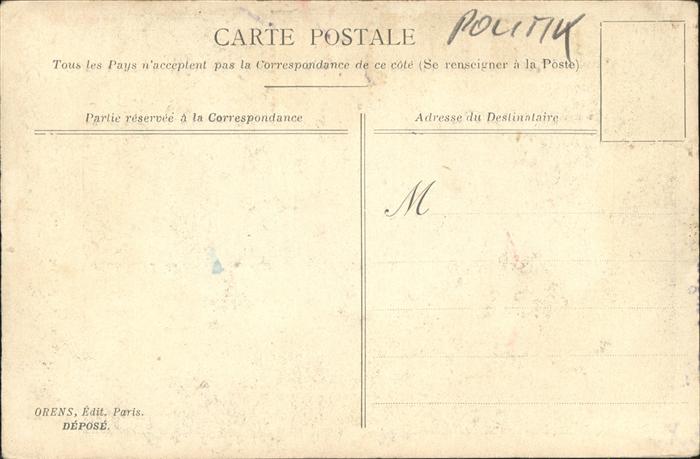 CARTE POSTALE
POLITIK
Tous les Pays n'acceptent pas la Correspondance de ce côté (Se renseigner à la Poste)
Partie réservée à la Correspondance
Adresse du Destinataire
M
ORENS, Édit. Paris.
DÉPOSÉ.